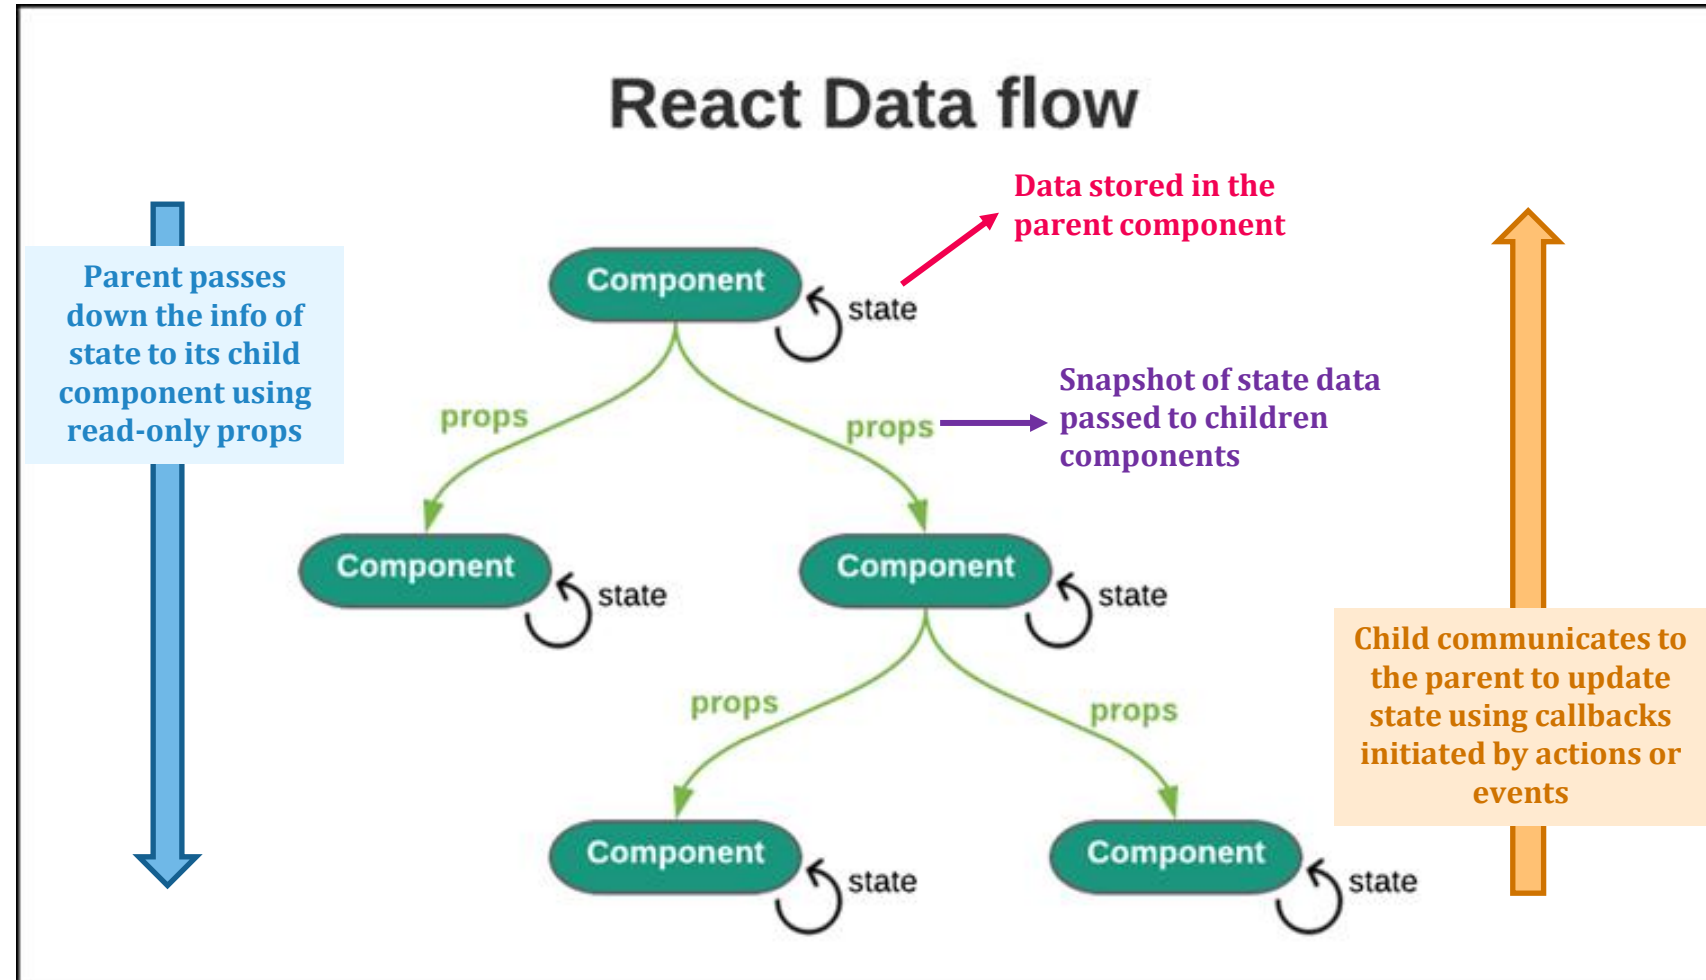 React Data flow
Data stored in the
parent component
Parent passes
down the info of
state to its child
component using
read-only props
Component
state
Snapshot of state data
passed to children
components
props
props
Component
state
Component
state
Child communicates to
the parent to update
state using callbacks
initiated by actions or
events
props
props
Component
state
Component
state